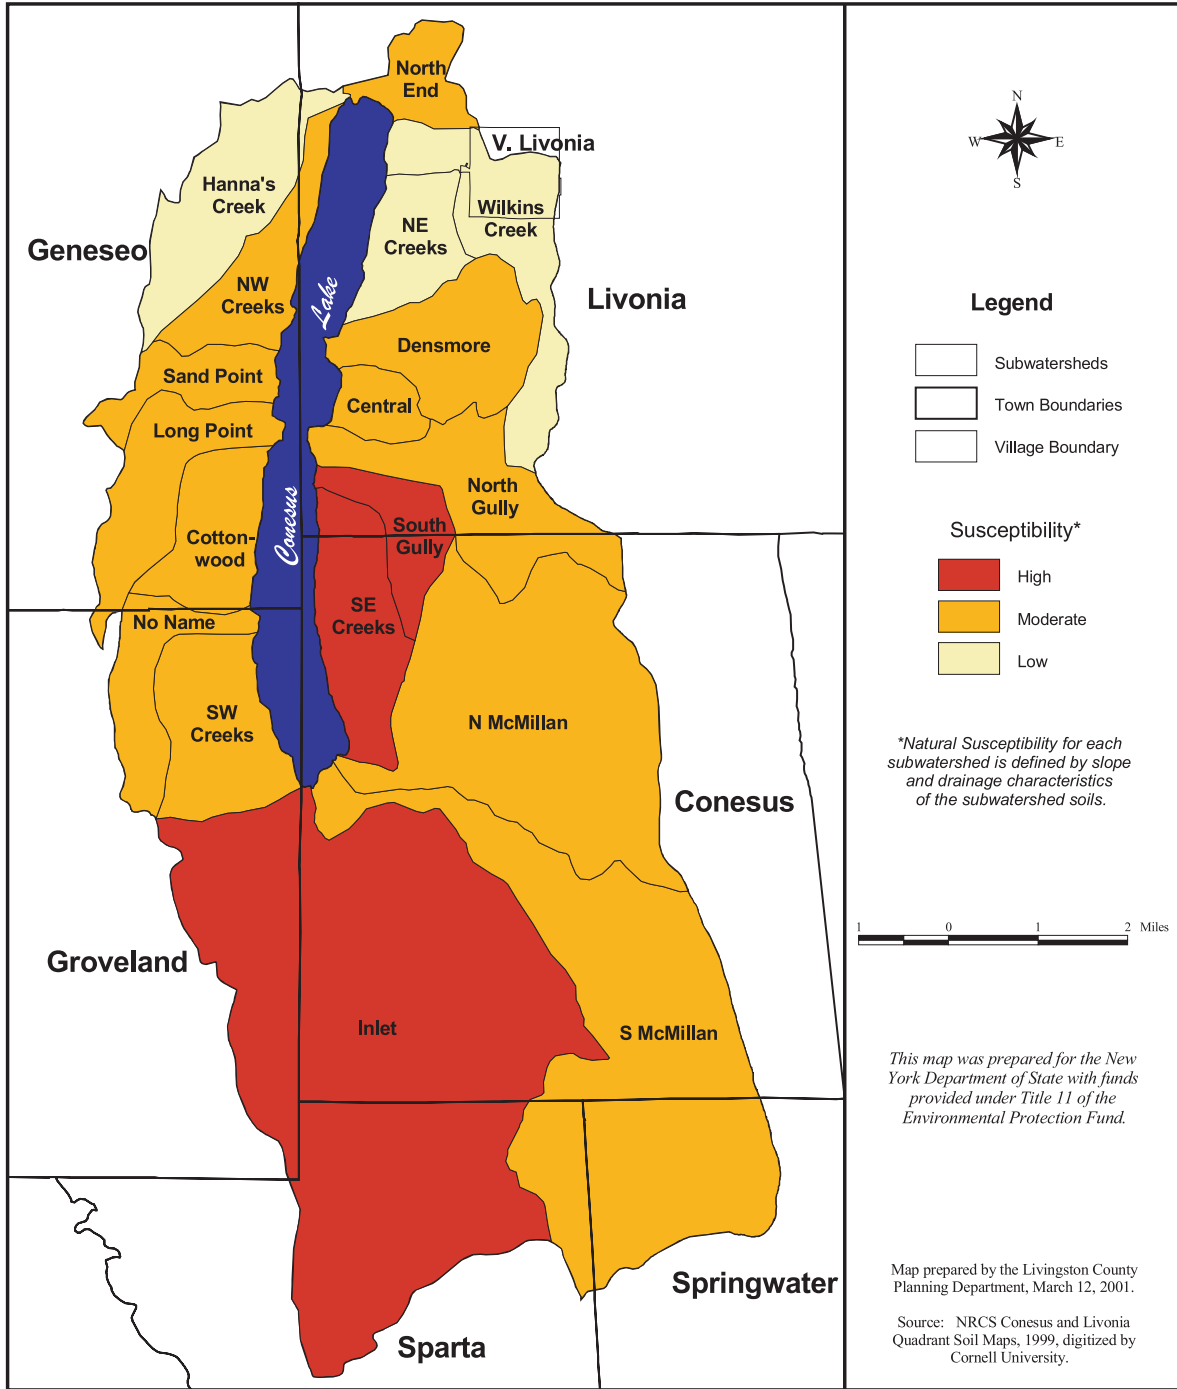 North
End
V. Livonia
Hanna's
Creek
Wilkins
Creek
NE
Creeks
Geneseo
NW
Creeks
Lake
Livonia
Densmore
Sand Point
Central
Long Point
North
Gully
South
Gully
Cotton-
wood
Conesus
SE
Creeks
No Name
SW
Creeks
N McMillan
Conesus
Groveland
Inlet
S McMillan
Springwater
Sparta
N
W
E
S
Legend
Subwatersheds
Town Boundaries
Village Boundary
Susceptibility*
High
Moderate
Low
*Natural Susceptibility for each
subwatershed is defined by slope
and drainage characteristics
of the subwatershed soils.
1 0 1 2 Miles
This map was prepared for the New
York Department of State with funds
provided under Title 11 of the
Environmental Protection Fund.
Map prepared by the Livingston County
Planning Department, March 12, 2001.
Source: NRCS Conesus and Livonia
Quadrant Soil Maps, 1999, digitized by
Cornell University.